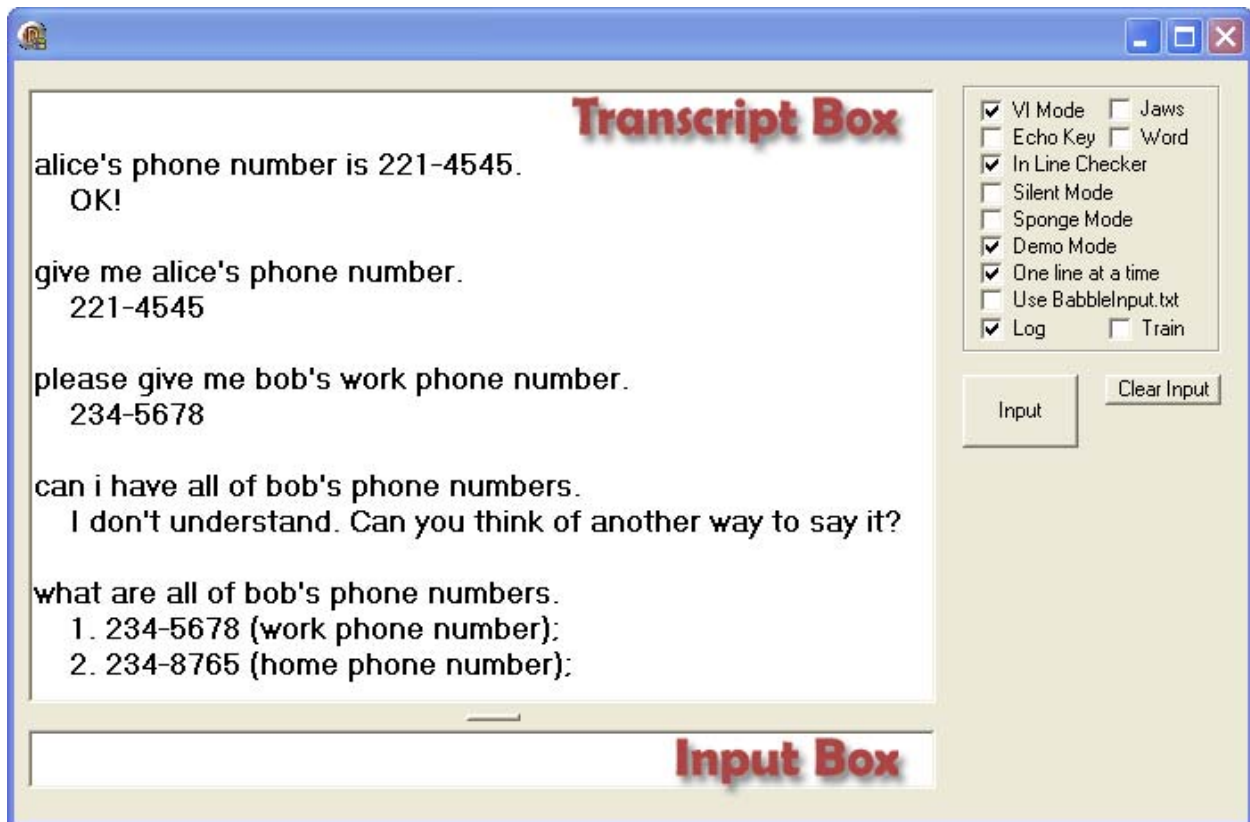 Transcript Box
alice's phone number is 221-4545.
OK!
give me alice's phone number.
221-4545
please give me bob's work phone number.
234-5678
can i have all of bob's phone numbers.
I don't understand. Can you think of another way to say it?
what are all of bob's phone numbers.
1. 234-5678 (work phone number);
2. 234-8765 (home phone number);
Input Box
VI Mode Jaws
Echo Key Word
In Line Checker
Silent Mode
Sponge Mode
Demo Mode
One line at a time
Use BabbleInput.txt
Log Train
Input Clear Input